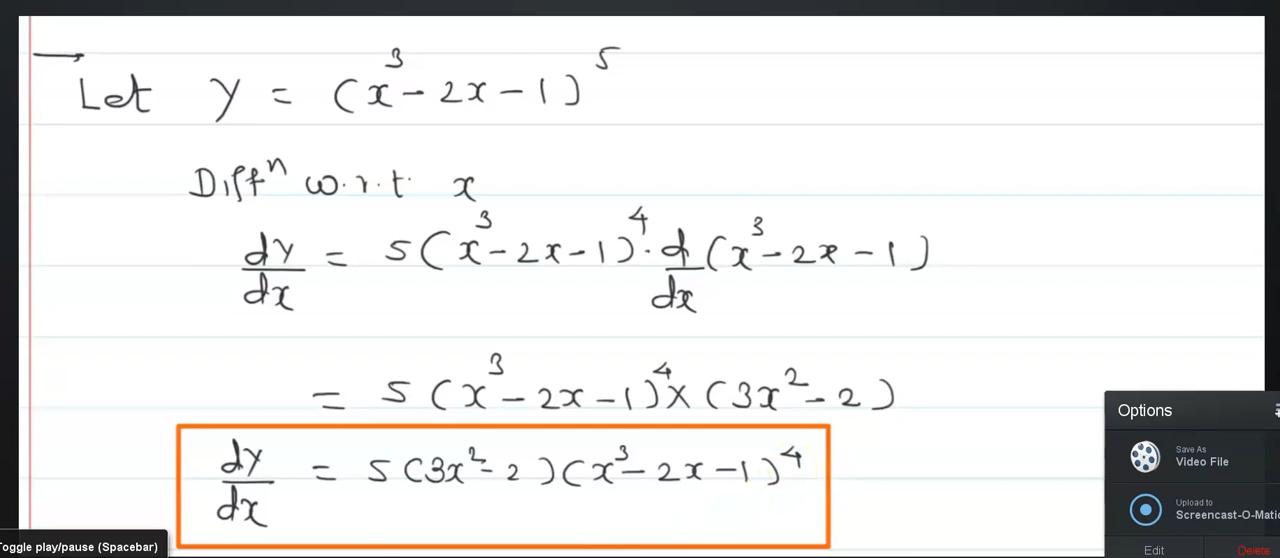 Let y = (x³ - 2x - 1)⁵
Diffⁿ w.r.t. x
dy/dx = 5(x³ - 2x - 1)⁴ · d/dx (x³ - 2x - 1)
= 5(x³ - 2x - 1)⁴ × (3x² - 2)
dy/dx = 5(3x² - 2)(x³ - 2x - 1)⁴
Options
Save As
Video File
Upload to
Screencast-O-Mati
Edit Delete
Toggle play/pause (Spacebar)